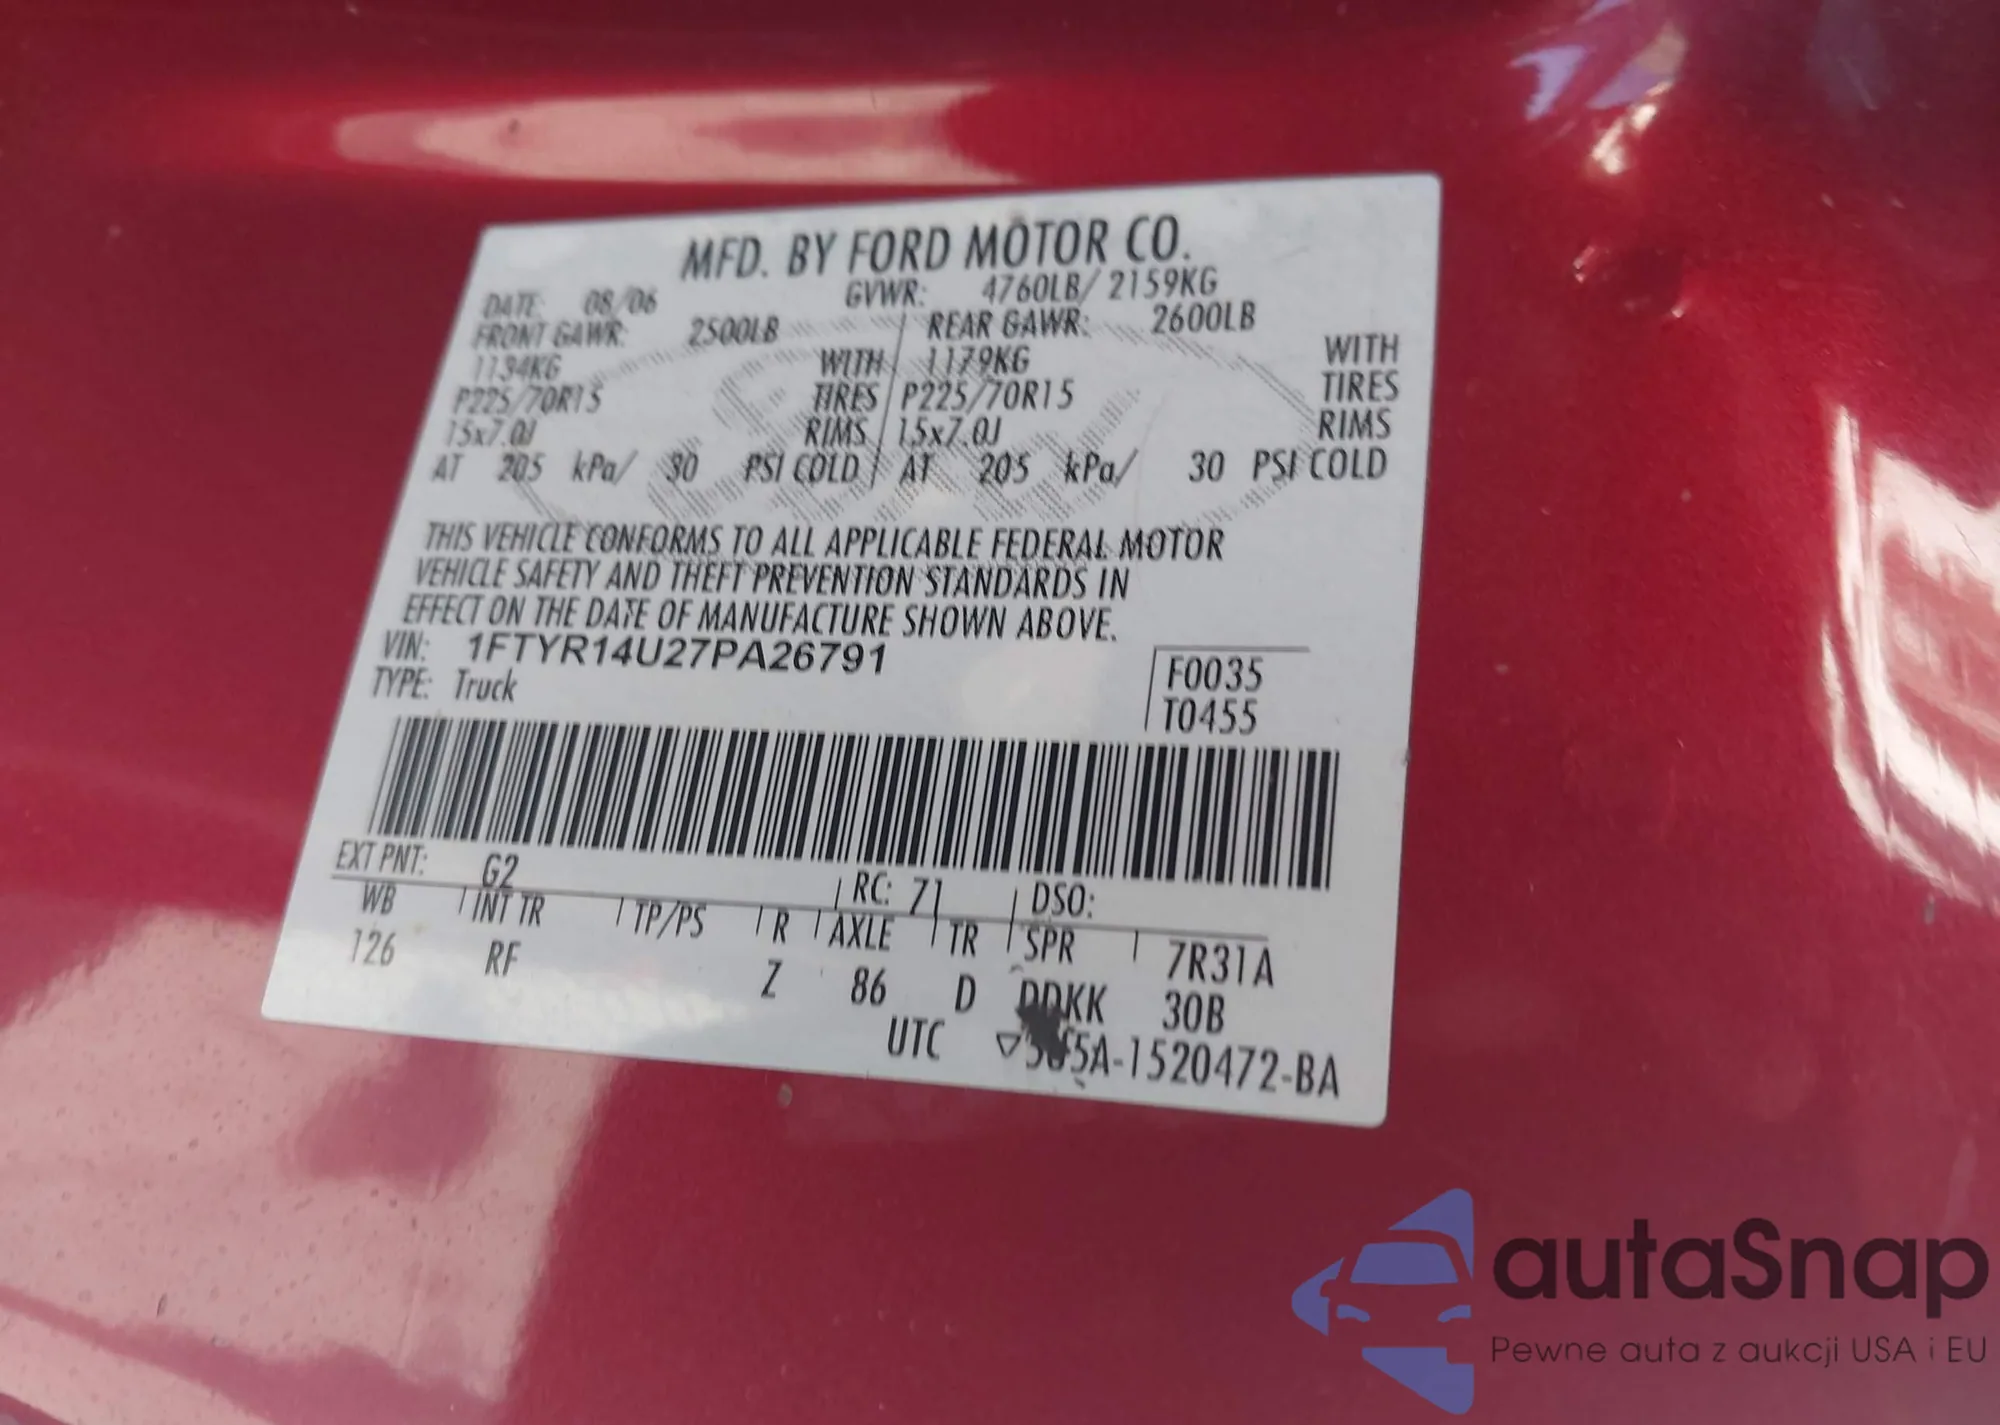 MFD. BY FORD MOTOR CO.
DATE: 08/06 GVWR: 4760LB/ 2159KG
FRONT GAWR: 2500LB REAR GAWR: 2600LB
1134KG WITH 1179KG WITH
P225/70R15 TIRES P225/70R15 TIRES
15x7.0J RIMS 15x7.0J RIMS
AT 205 kPa/ 30 PSI COLD AT 205 kPa/ 30 PSI COLD
THIS VEHICLE CONFORMS TO ALL APPLICABLE FEDERAL MOTOR
VEHICLE SAFETY AND THEFT PREVENTION STANDARDS IN
EFFECT ON THE DATE OF MANUFACTURE SHOWN ABOVE.
VIN: 1FTYR14U27PA26791 F0035
TYPE: Truck T0455
EXT PNT: G2 RC: 71 DSO:
WB INT TR TP/PS R AXLE TR SPR 7R31A
126 RF Z 86 D DDKK 30B
UTC
autaSnap
Pewne auta z aukcji USA i EU